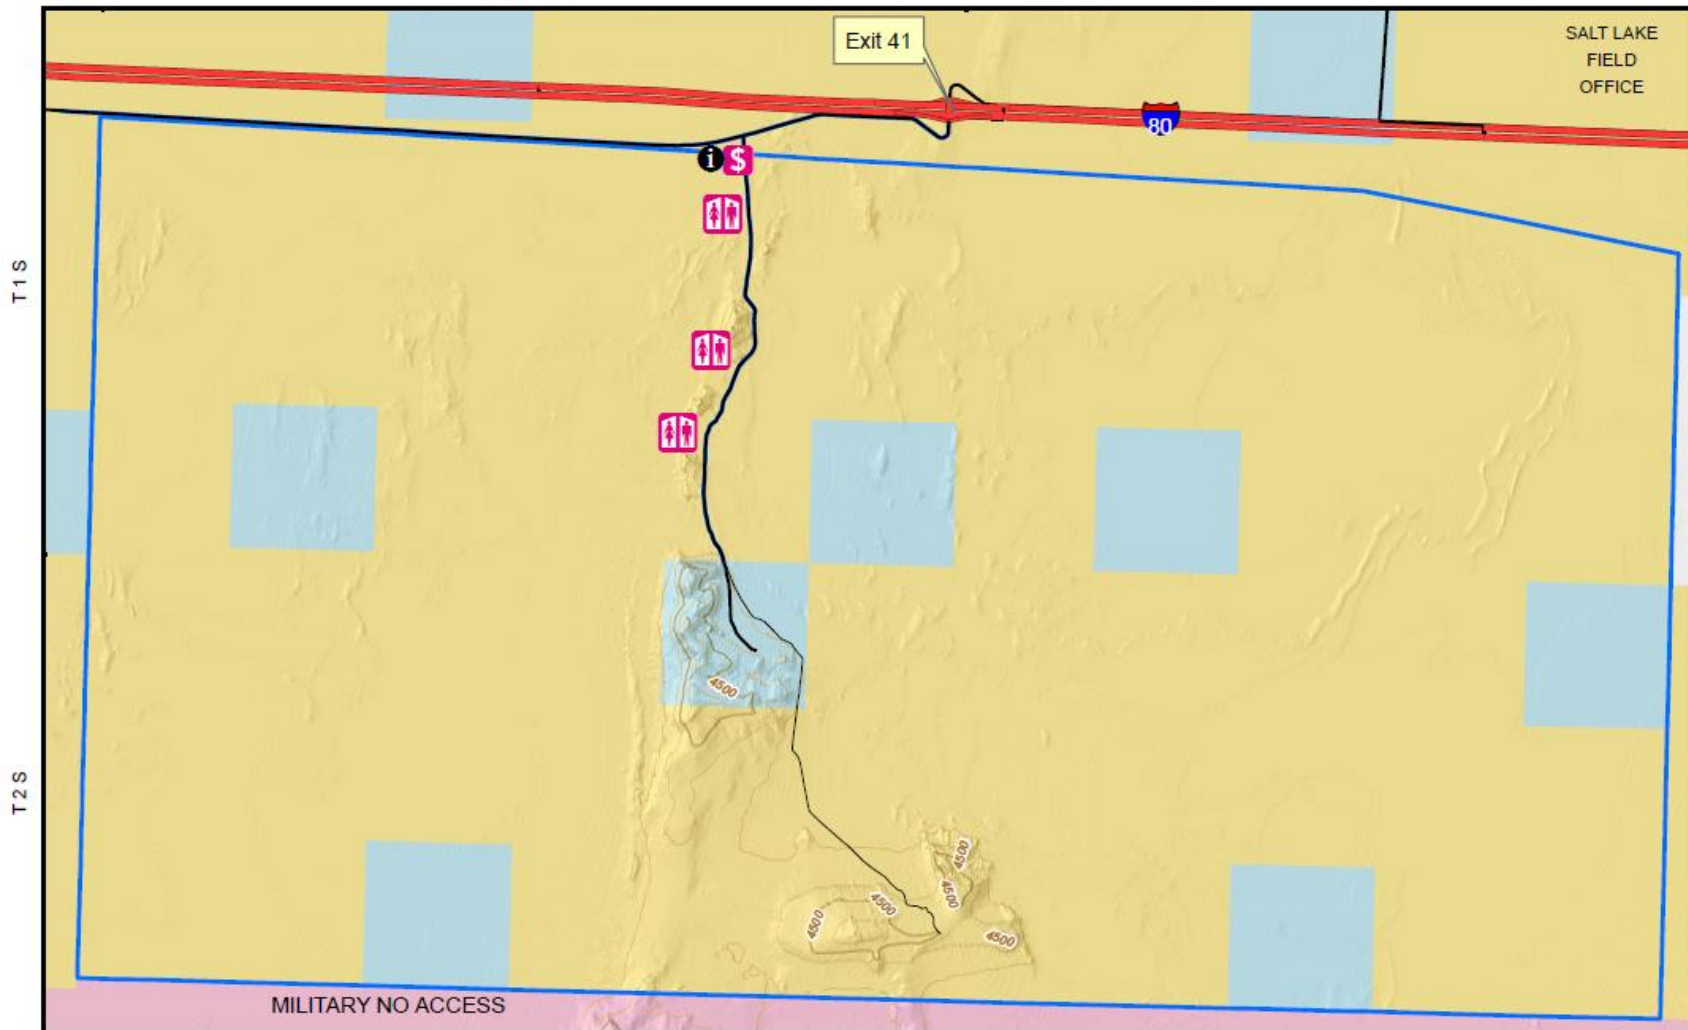 Exit 41
SALT LAKE
FIELD
OFFICE
80
i
$
T 1 S
4500
T 2 S
4500
4500
4500
4500
4500
MILITARY NO ACCESS